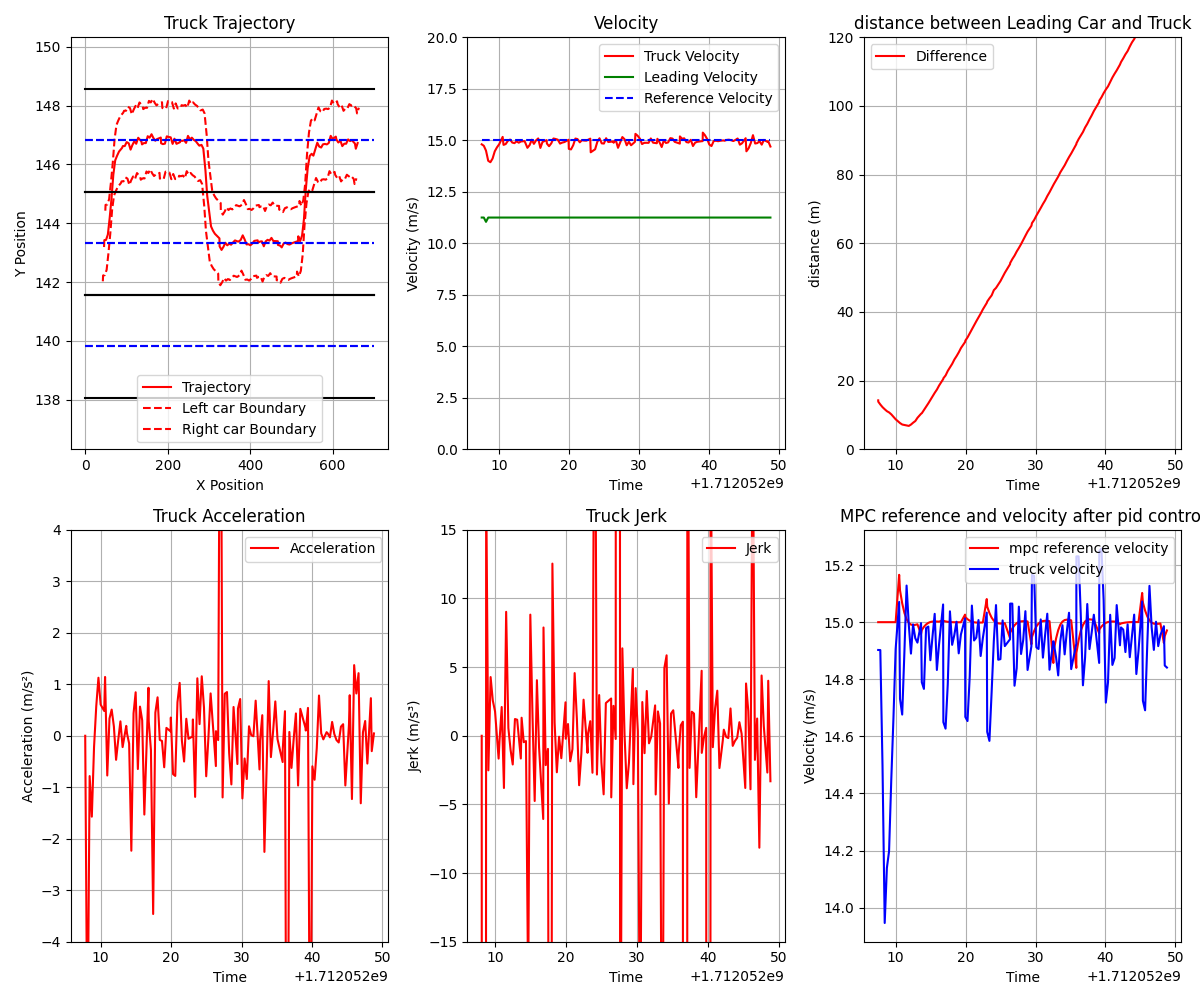 Truck Trajectory
150
148
146
144
142
140
138
Y Position
0
200
400
600
X Position
Trajectory
Left car Boundary
Right car Boundary
Velocity
20.0
17.5
15.0
12.5
10.0
7.5
5.0
2.5
0.0
Velocity (m/s)
10
20
30
40
50
Time
+1.712052e9
Truck Velocity
Leading Velocity
Reference Velocity
distance between Leading Car and Truck
120
100
80
60
40
20
0
distance (m)
10
20
30
40
50
Time
+1.712052e9
Difference
Truck Acceleration
4
3
2
1
0
−1
−2
−3
−4
Acceleration (m/s²)
10
20
30
40
50
Time
+1.712052e9
Acceleration
Truck Jerk
15
10
5
0
−5
−10
−15
Jerk (m/s³)
10
20
30
40
50
Time
+1.712052e9
Jerk
MPC reference and velocity after pid contro
15.2
15.0
14.8
14.6
14.4
14.2
14.0
Velocity (m/s)
10
20
30
40
50
Time
+1.712052e9
mpc reference velocity
truck velocity